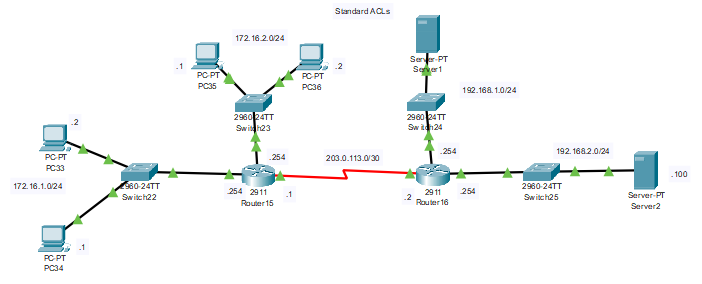 Standard ACLs
172.16.2.0/24
.1
PC-PT
PC35
.2
PC-PT
PC36
Server-PT
Server1
192.168.1.0/24
2960-24TT
Switch23
2960-24TT
Switch24
.2
PC-PT
PC33
.254
203.0.113.0/30
.254
192.168.2.0/24
172.16.1.0/24
2960-24TT
Switch22
.254
2911
Router15
.1
.2
2911
Router16
.254
2960-24TT
Switch25
Server-PT
Server2
.100
PC-PT
PC34
.1